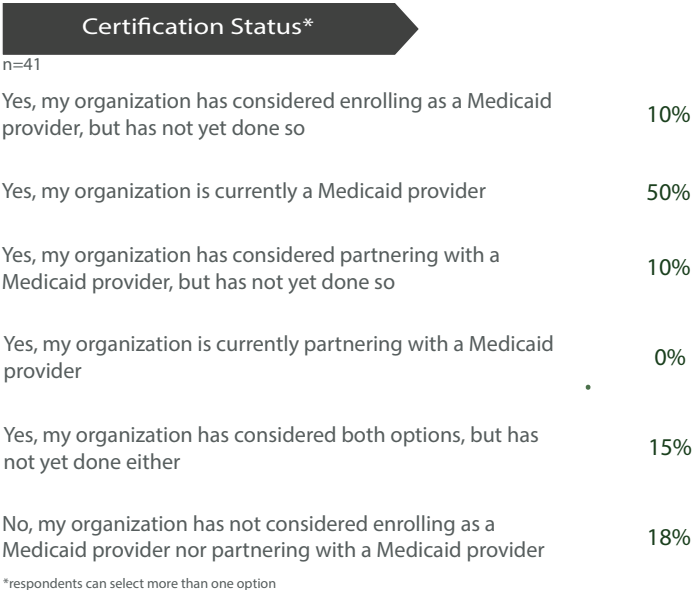 Certification Status*
n=41
Yes, my organization has considered enrolling as a Medicaid
provider, but has not yet done so
10%
Yes, my organization is currently a Medicaid provider
50%
Yes, my organization has considered partnering with a
Medicaid provider, but has not yet done so
10%
Yes, my organization is currently partnering with a Medicaid
provider
0%
Yes, my organization has considered both options, but has
not yet done either
15%
No, my organization has not considered enrolling as a
Medicaid provider nor partnering with a Medicaid provider
18%
*respondents can select more than one option